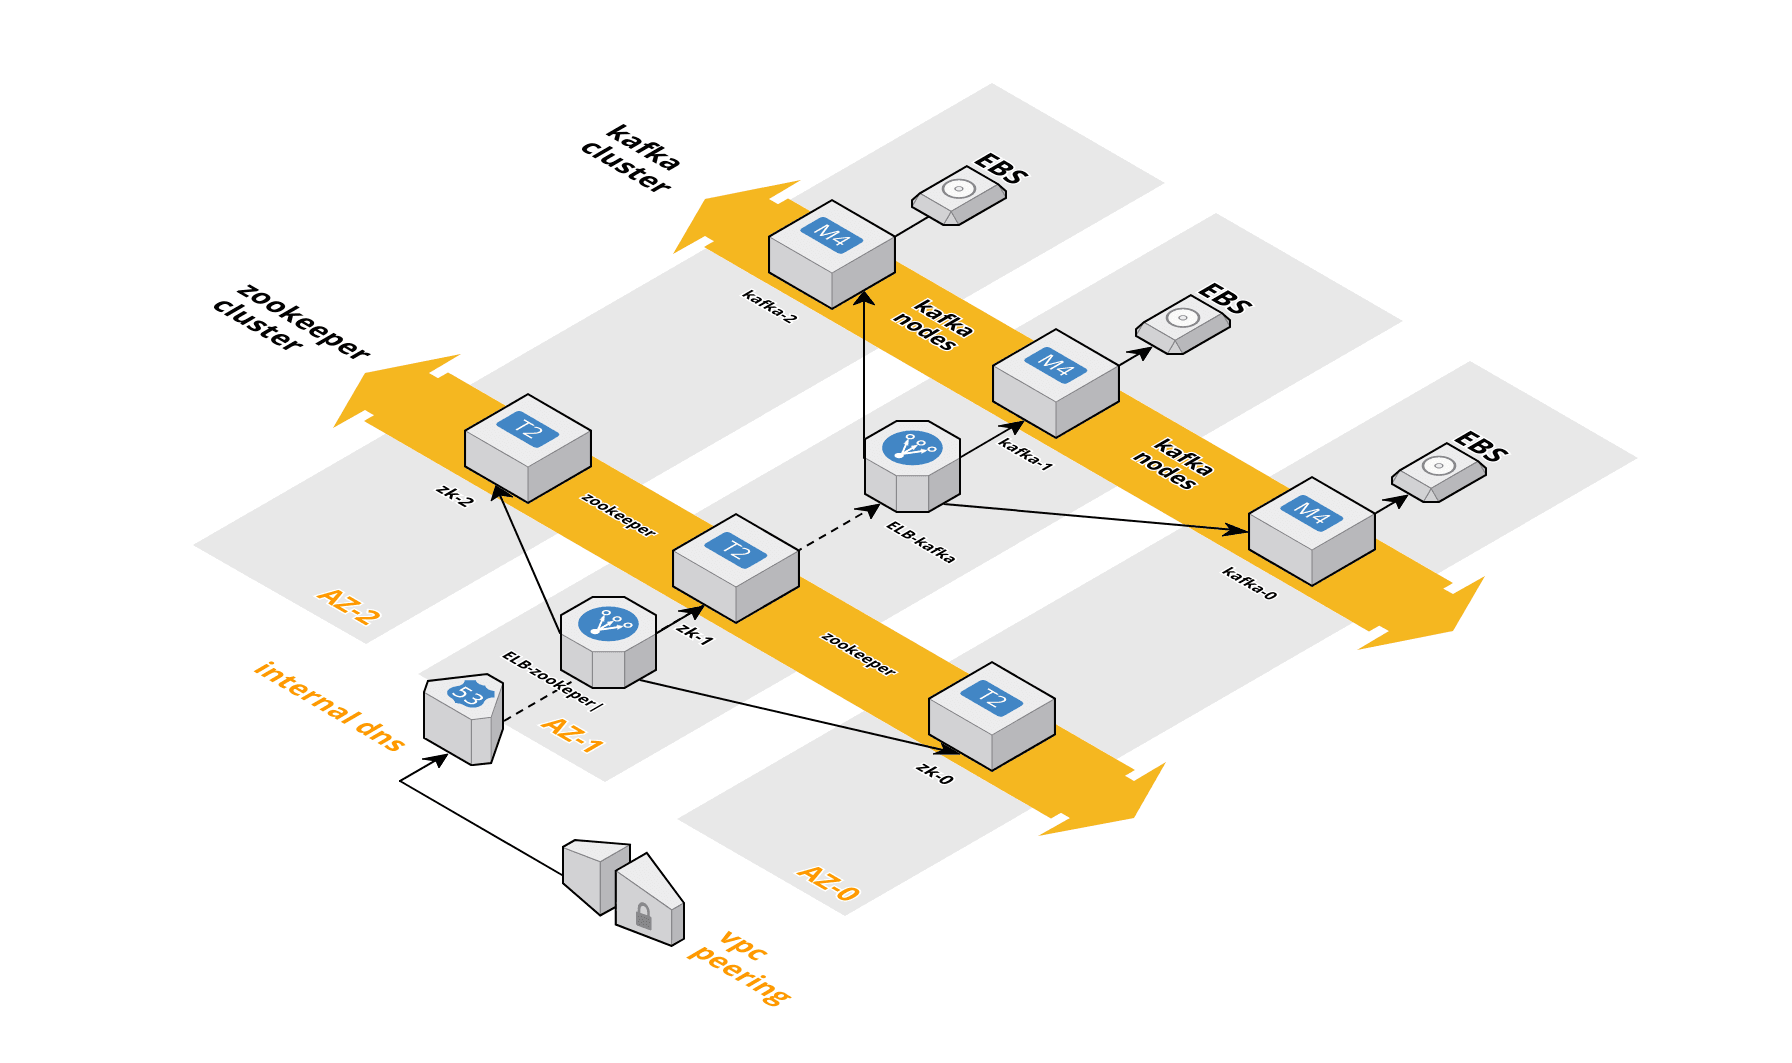 kafka
cluster
EBS
M4
kafka-2
kafka
nodes
EBS
M4
kafka-1
kafka
nodes
EBS
M4
kafka-0
zookeeper
cluster
T2
zk-2
zookeeper
T2
zk-1
ELB-kafka
zookeeper
T2
zk-0
AZ-2
ELB-zookeper|
AZ-1
AZ-0
internal dns
53
vpc
peering